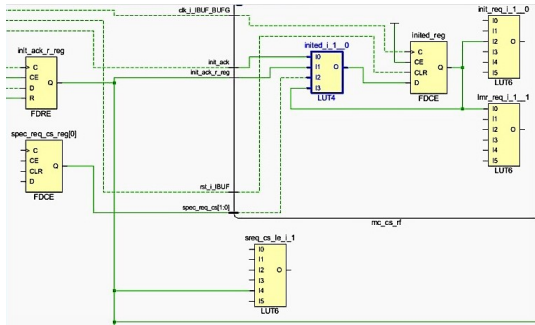 clk_i_IBUF_BUFG
init_req_i_1__0
I0
I1
I2
I3
I4
I5
O
LUT6
init_ack_r_reg
C
CE
D
R
Q
FDRE
init_ack
init_ack_r_reg
inited_i_1__0
I0
I1
I2
I3
O
LUT4
inited_reg
C
CE
CLR
D
Q
FDCE
lmr_req_i_1__1
I0
I1
I2
I3
I4
I5
O
LUT6
spec_req_cs_reg[0]
C
CE
CLR
D
Q
FDCE
rst_i_IBUF
spec_req_cs[1:0]
mc_cs_rf
sreq_cs_le_i_1
I0
I1
I2
I3
I4
I5
O
LUT6